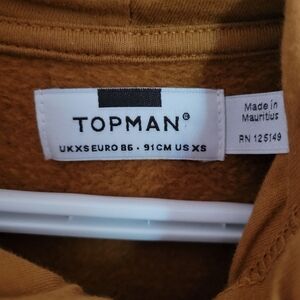 TOPMAN®
UK XS EURO 86 - 91CM US XS
Made in
Mauritius
RN 125149